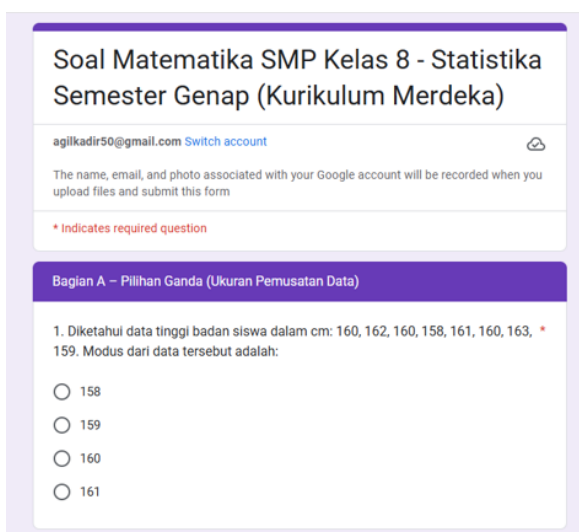 Soal Matematika SMP Kelas 8 - Statistika
Semester Genap (Kurikulum Merdeka)
agilkadir50@gmail.com Switch account
The name, email, and photo associated with your Google account will be recorded when you
upload files and submit this form
* Indicates required question
Bagian A – Pilihan Ganda (Ukuran Pemusatan Data)
1. Diketahui data tinggi badan siswa dalam cm: 160, 162, 160, 158, 161, 160, 163, *
159. Modus dari data tersebut adalah:
158
159
160
161